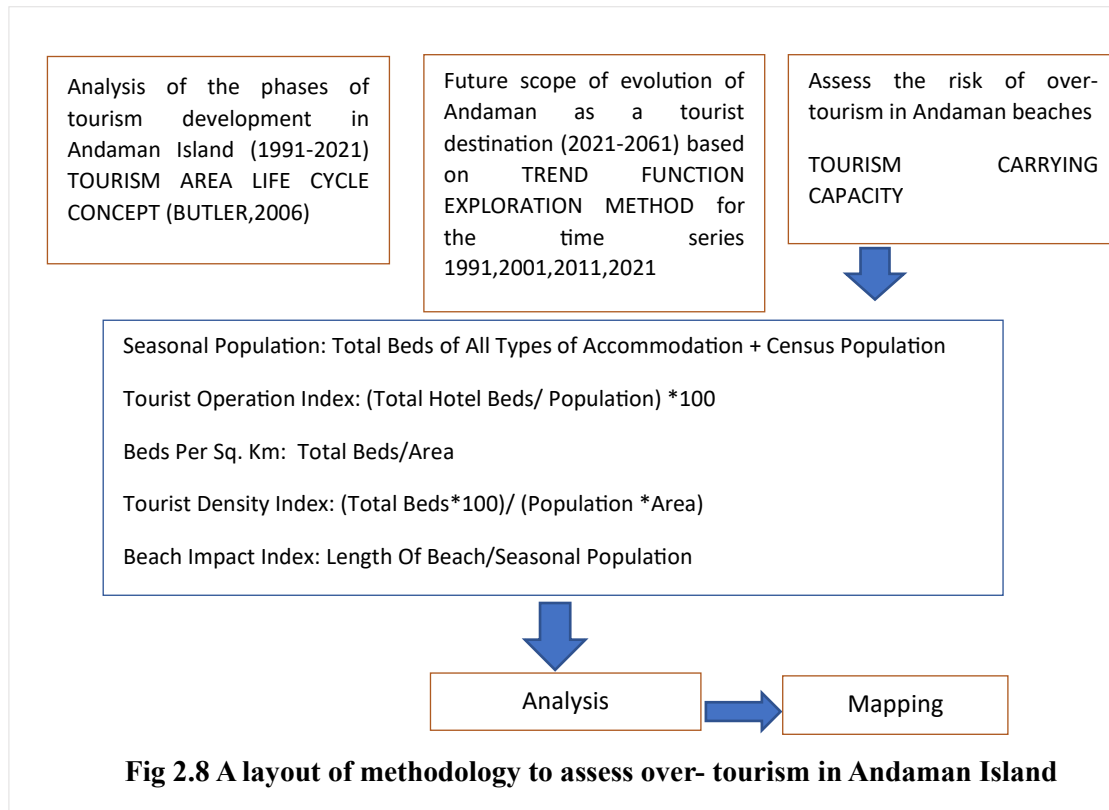 Analysis of the phases of
tourism development in
Andaman Island (1991-2021)
TOURISM AREA LIFE CYCLE
CONCEPT (BUTLER,2006)
Future scope of evolution of
Andaman as a tourist
destination (2021-2061) based
on TREND FUNCTION
EXPLORATION METHOD for
the time series
1991,2001,2011,2021
Assess the risk of over-
tourism in Andaman beaches
TOURISM CARRYING
CAPACITY
Seasonal Population: Total Beds of All Types of Accommodation + Census Population
Tourist Operation Index: (Total Hotel Beds/ Population) *100
Beds Per Sq. Km: Total Beds/Area
Tourist Density Index: (Total Beds*100)/ (Population *Area)
Beach Impact Index: Length Of Beach/Seasonal Population
Analysis
Mapping
Fig 2.8 A layout of methodology to assess over- tourism in Andaman Island